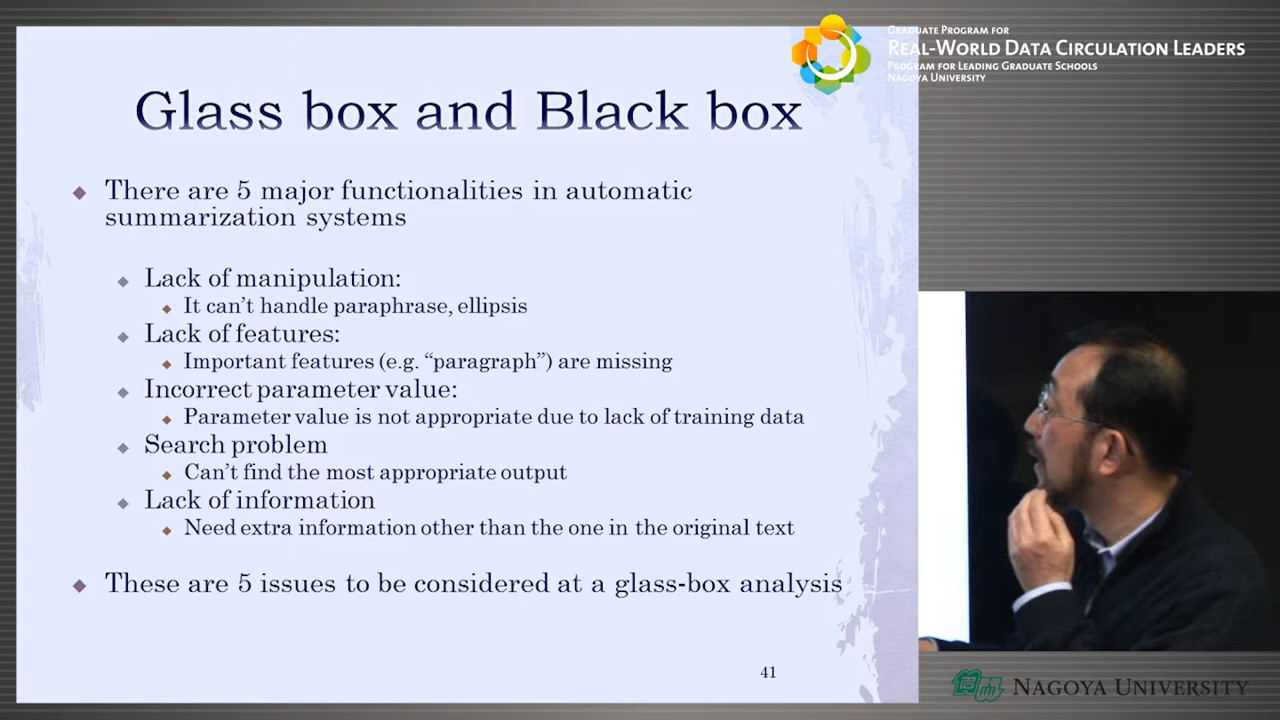 GRADUATE PROGRAM FOR
REAL-WORLD DATA CIRCULATION LEADERS
PROGRAM FOR LEADING GRADUATE SCHOOLS
NAGOYA UNIVERSITY
Glass box and Black box
There are 5 major functionalities in automatic
summarization systems
Lack of manipulation:
It can't handle paraphrase, ellipsis
Lack of features:
Important features (e.g. “paragraph”) are missing
Incorrect parameter value:
Parameter value is not appropriate due to lack of training data
Search problem
Can't find the most appropriate output
Lack of information
Need extra information other than the one in the original text
These are 5 issues to be considered at a glass-box analysis
41
NAGOYA UNIVERSITY